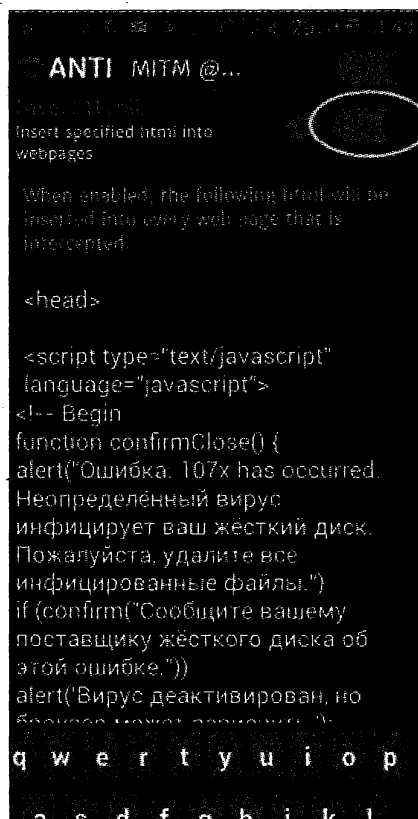 ANTI MITM @...
Insert specified html into
webpages
When enabled, the following html will be
inserted into every web page that is
intercepted.
<head>
<script type="text/javascript"
language="javascript">
<!-- Begin
function confirmClose() {
alert("Ошибка: 107x has occurred.
Неопределённый вирус
инфицирует ваш жёсткий диск.
Пожалуйста, удалите все
инфицированные файлы.")
if (confirm("Сообщите вашему
поставщику жёсткого диска об
этой ошибке."))
alert('Вирус деактивирован, но
браузер может
q w e r t y u i o p
a s d f g h j k l